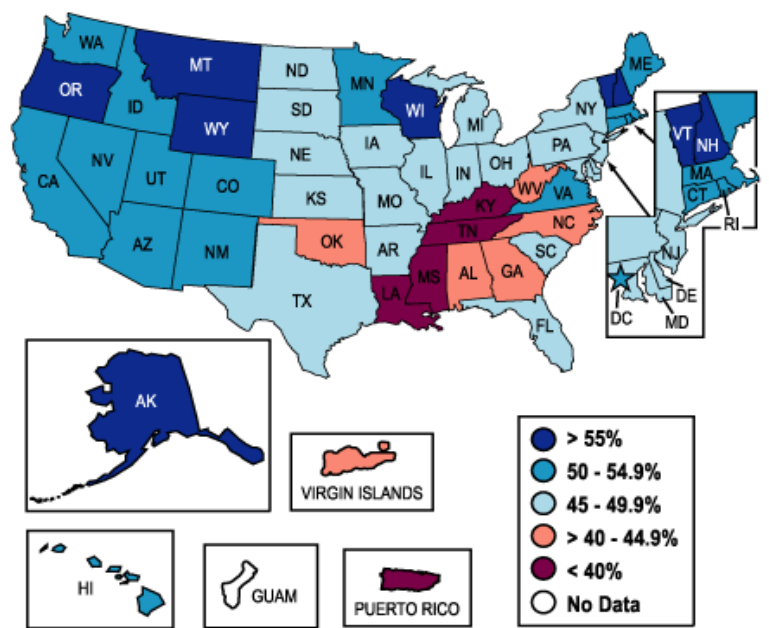 WA
MT
ND
MN
ME
OR
ID
SD
WI
NY
WY
MI
VT
NH
NV
NE
IA
PA
MA
CA
UT
CO
IL
IN
OH
CT
KS
MO
WV
VA
RI
KY
AZ
NM
OK
TN
NC
NJ
AR
SC
MS
AL
GA
DE
TX
LA
DC
MD
FL
AK
> 55%
50 - 54.9%
45 - 49.9%
> 40 - 44.9%
< 40%
No Data
VIRGIN ISLANDS
HI
GUAM
PUERTO RICO